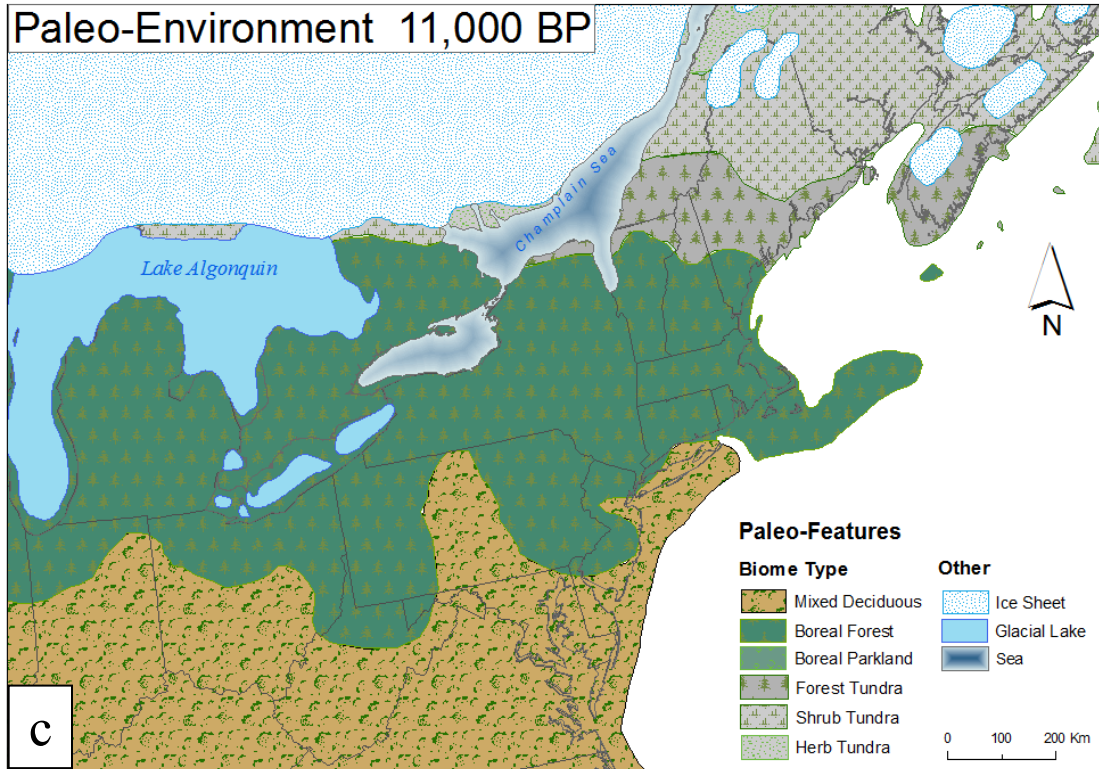 Paleo-Environment 11,000 BP
Champlain Sea
Lake Algonquin
N
Paleo-Features
Biome Type
Mixed Deciduous
Boreal Forest
Boreal Parkland
Forest Tundra
Shrub Tundra
Herb Tundra
Other
Ice Sheet
Glacial Lake
Sea
0 100 200 Km
c